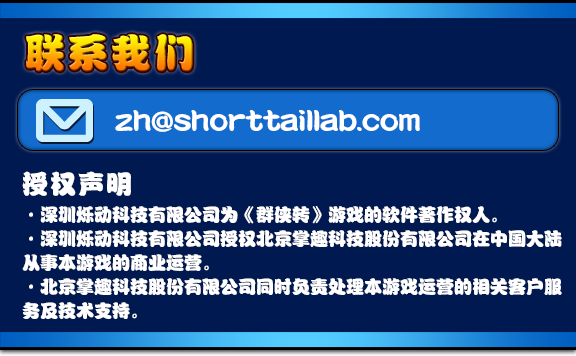 联系我们
zh@shorttaillab.com
授权声明
·深圳烁动科技有限公司为《群侠转》游戏的软件著作权人。
·深圳烁动科技有限公司授权北京掌趣科技股份有限公司在中国大陆
从事本游戏的商业运营。
·北京掌趣科技股份有限公司同时负责处理本游戏运营的相关客户服
务及技术支持。